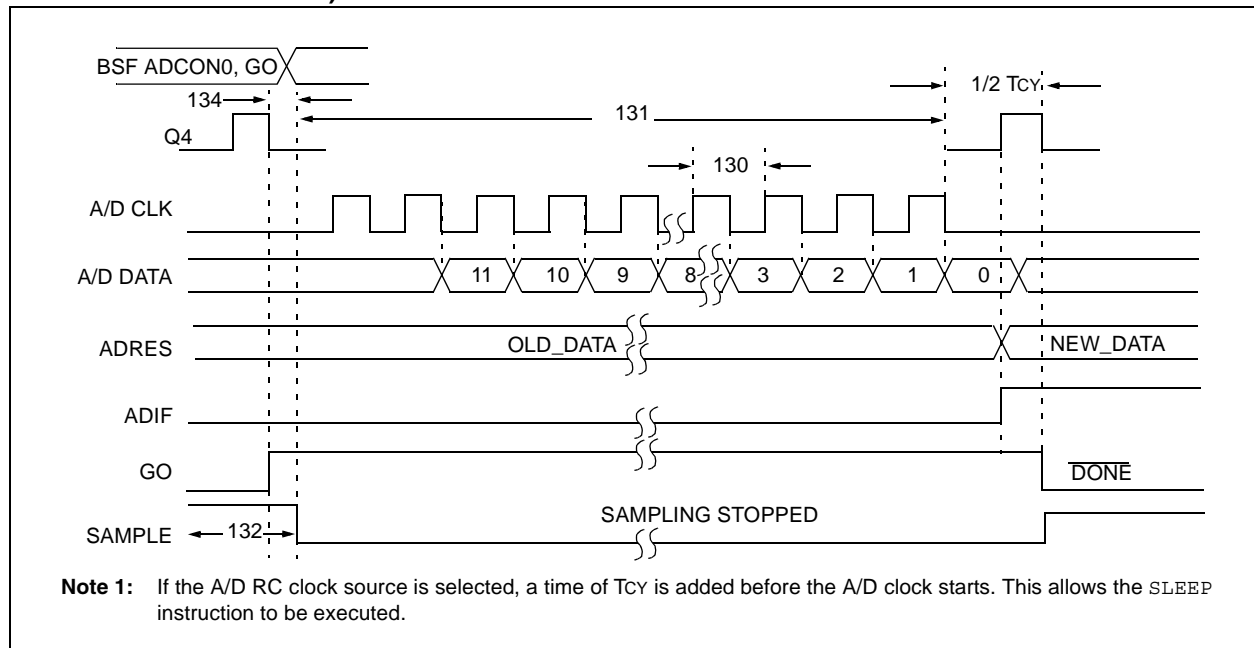 BSF ADCON0, GO
134
1/2 TCY
131
Q4
130
A/D CLK
A/D DATA
11
10
9
8
3
2
1
0
ADRES
OLD_DATA
NEW_DATA
ADIF
GO
DONE
SAMPLING STOPPED
SAMPLE
132
Note 1: If the A/D RC clock source is selected, a time of TCY is added before the A/D clock starts. This allows the SLEEP
instruction to be executed.